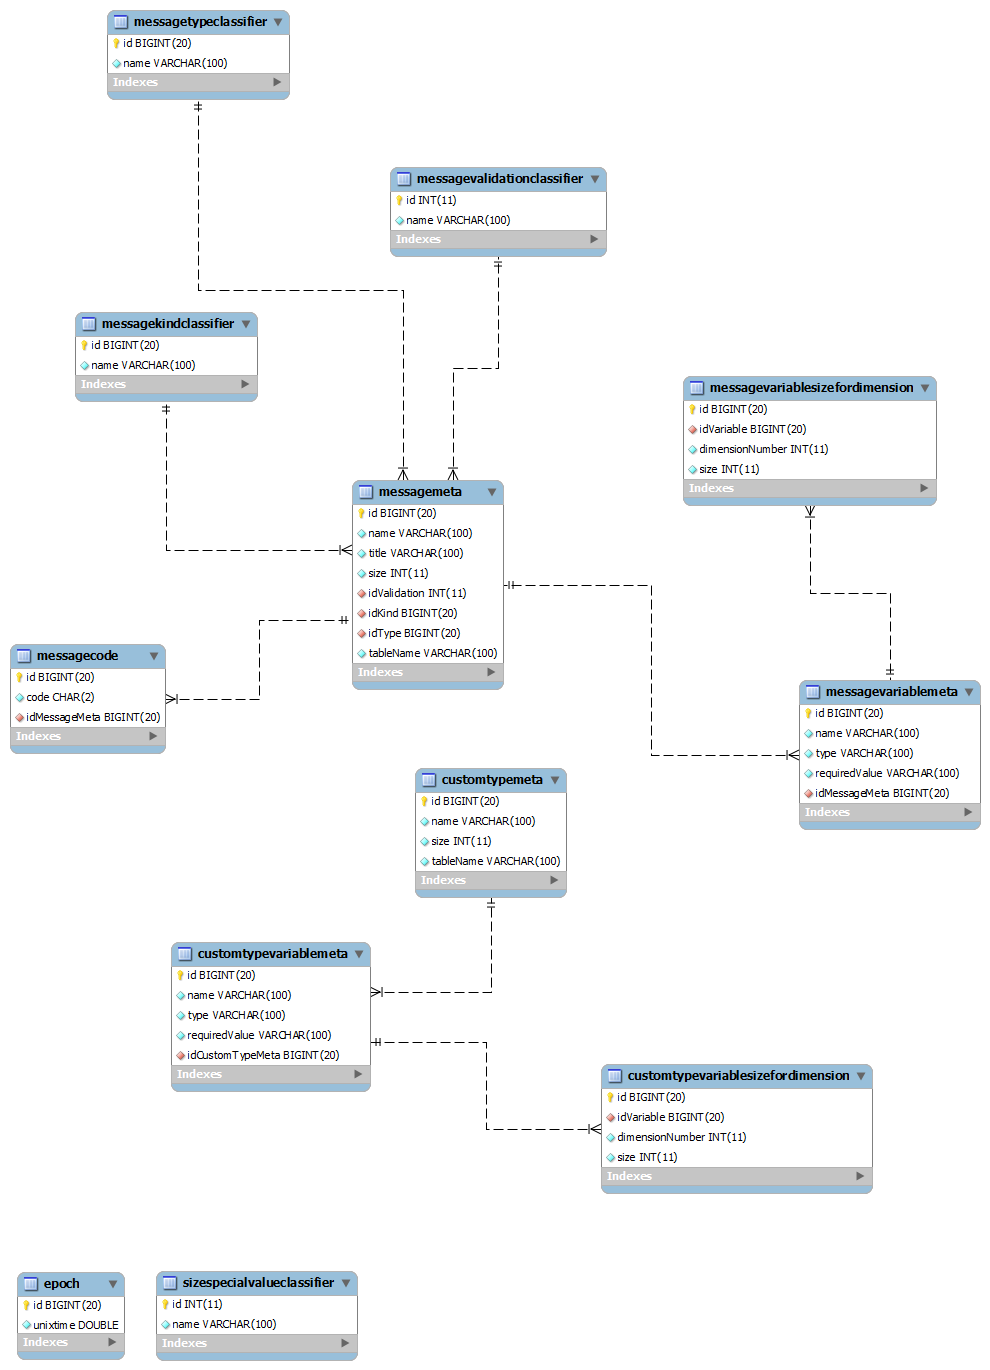 messagetypeclassifier
id BIGINT(20)
name VARCHAR(100)
Indexes
messagevalidationclassifier
id INT(11)
name VARCHAR(100)
Indexes
messagekindclassifier
id BIGINT(20)
name VARCHAR(100)
Indexes
messagevariablesizefordimension
id BIGINT(20)
idVariable BIGINT(20)
dimensionNumber INT(11)
size INT(11)
Indexes
messagemeta
id BIGINT(20)
name VARCHAR(100)
title VARCHAR(100)
size INT(11)
idValidation INT(11)
idKind BIGINT(20)
idType BIGINT(20)
tableName VARCHAR(100)
Indexes
messagecode
id BIGINT(20)
code CHAR(2)
idMessageMeta BIGINT(20)
Indexes
messagevariablemeta
id BIGINT(20)
name VARCHAR(100)
type VARCHAR(100)
requiredValue VARCHAR(100)
idMessageMeta BIGINT(20)
Indexes
customtypemeta
id BIGINT(20)
name VARCHAR(100)
size INT(11)
tableName VARCHAR(100)
Indexes
customtypevariablemeta
id BIGINT(20)
name VARCHAR(100)
type VARCHAR(100)
requiredValue VARCHAR(100)
idCustomTypeMeta BIGINT(20)
Indexes
customtypevariablesizefordimension
id BIGINT(20)
idVariable BIGINT(20)
dimensionNumber INT(11)
size INT(11)
Indexes
epoch
id BIGINT(20)
unixtime DOUBLE
Indexes
sizespecialvalueclassifier
id INT(11)
name VARCHAR(100)
Indexes